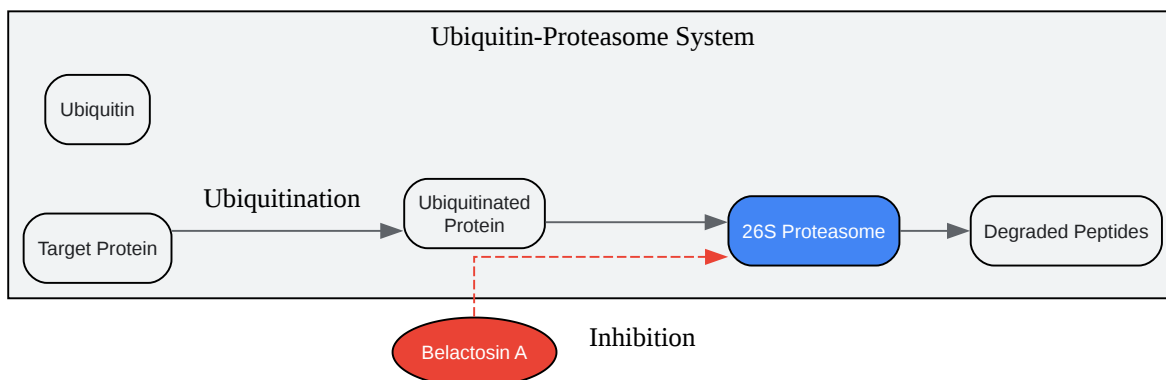 Ubiquitin-Proteasome System
Ubiquitin
Ubiquitination
Target Protein
Ubiquitinated
Protein
26S Proteasome
Degraded Peptides
Belactosin A
Inhibition